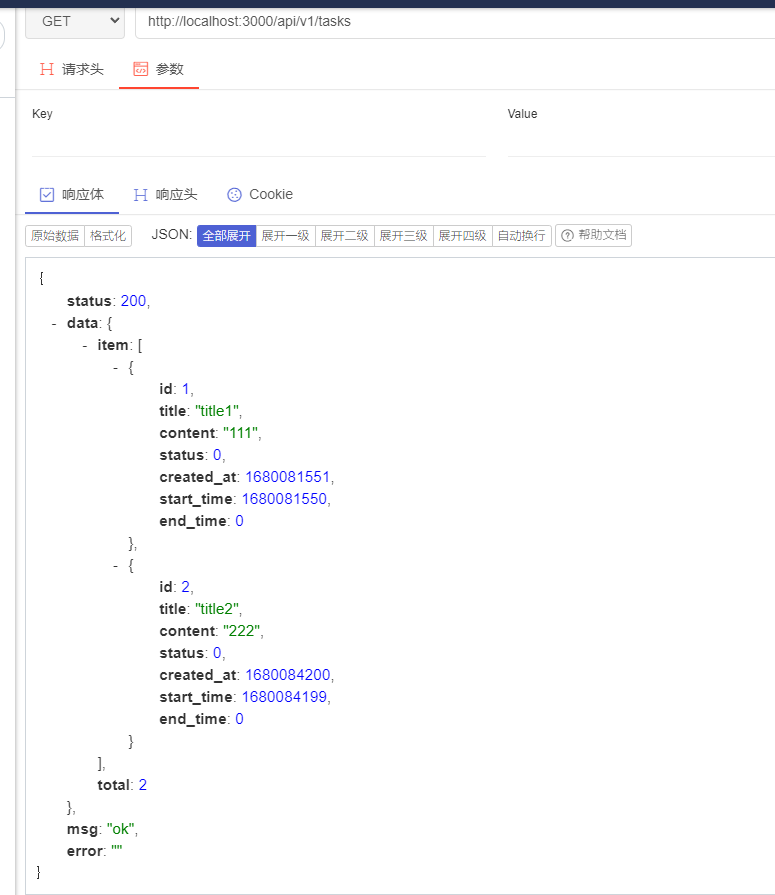 GET http://localhost:3000/api/v1/tasks
请求头 参数
Key Value
响应体 响应头 Cookie
原始数据 格式化 JSON: 全部展开 展开一级 展开二级 展开三级 展开四级 自动换行 帮助文档
{
status: 200,
- data: {
- item: [
- {
id: 1,
title: "title1",
content: "111",
status: 0,
created_at: 1680081551,
start_time: 1680081550,
end_time: 0
},
- {
id: 2,
title: "title2",
content: "222",
status: 0,
created_at: 1680084200,
start_time: 1680084199,
end_time: 0
}
],
total: 2
},
msg: "ok",
error: ""
}